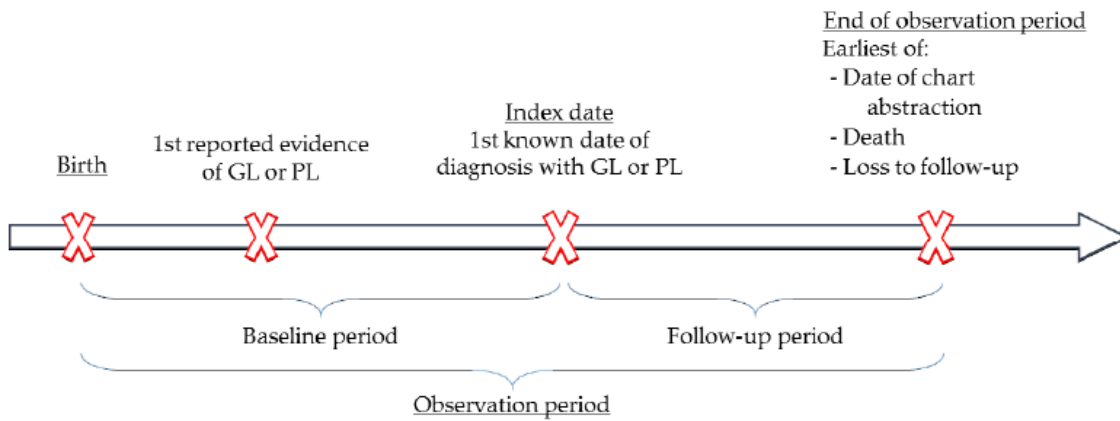 End of observation period
Earliest of:
- Date of chart
abstraction
- Death
- Loss to follow-up
Index date
1st known date of
diagnosis with GL or PL
1st reported evidence
of GL or PL
Birth
Baseline period
Follow-up period
Observation period